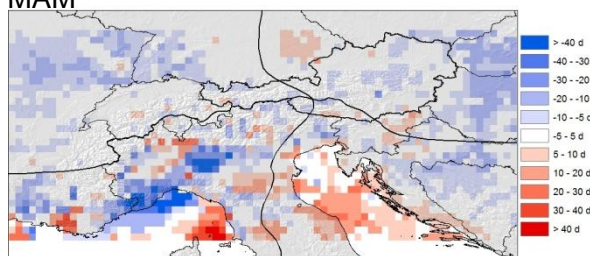 MAM
> -40 d
-40 - -30
-30 - -20
-20 - -10
-10 - -5 d
-5 - 5 d
5 - 10 d
10 - 20 d
20 - 30 d
30 - 40 d
> 40 d